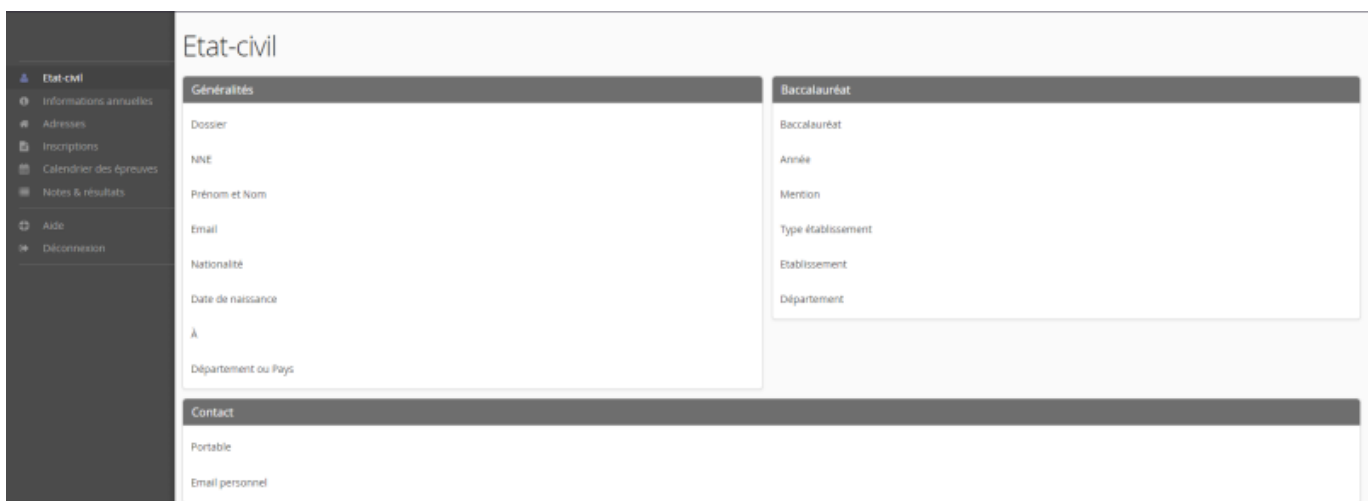 Etat-civil
Informations annuelles
Adresses
Inscriptions
Calendrier des épreuves
Notes & résultats
Aide
Déconnexion
Etat-civil
Généralités
Dossier
NNE
Prénom et Nom
Email
Nationalité
Date de naissance
À
Département ou Pays
Baccalauréat
Baccalauréat
Année
Mention
Type établissement
Etablissement
Département
Contact
Portable
Email personnel